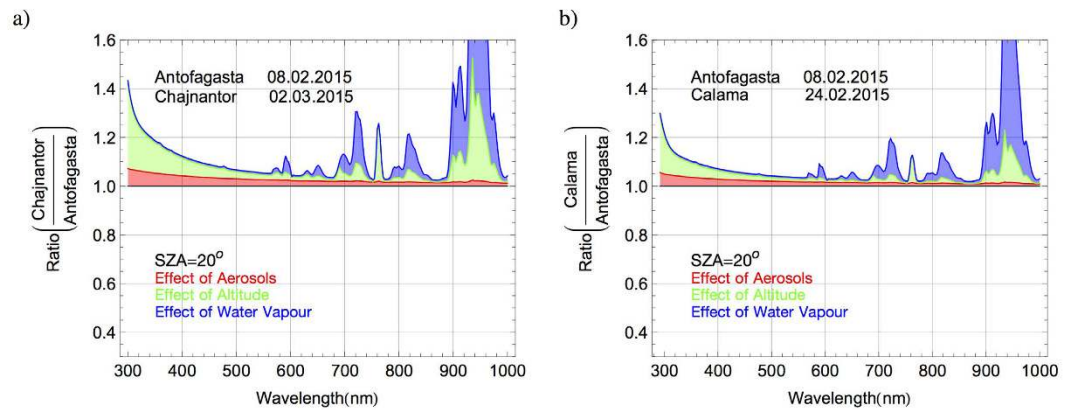 a)
1.6
1.4
1.2
1.0
0.8
0.6
0.4
Ratio(Chajnantor/Antofagasta)
Antofagasta 08.02.2015
Chajnantor 02.03.2015
SZA=20°
Effect of Aerosols
Effect of Altitude
Effect of Water Vapour
300 400 500 600 700 800 900 1000
Wavelength(nm)
b)
1.6
1.4
1.2
1.0
0.8
0.6
0.4
Ratio(Calama/Antofagasta)
Antofagasta 08.02.2015
Calama 24.02.2015
SZA=20°
Effect of Aerosols
Effect of Altitude
Effect of Water Vapour
300 400 500 600 700 800 900 1000
Wavelength(nm)